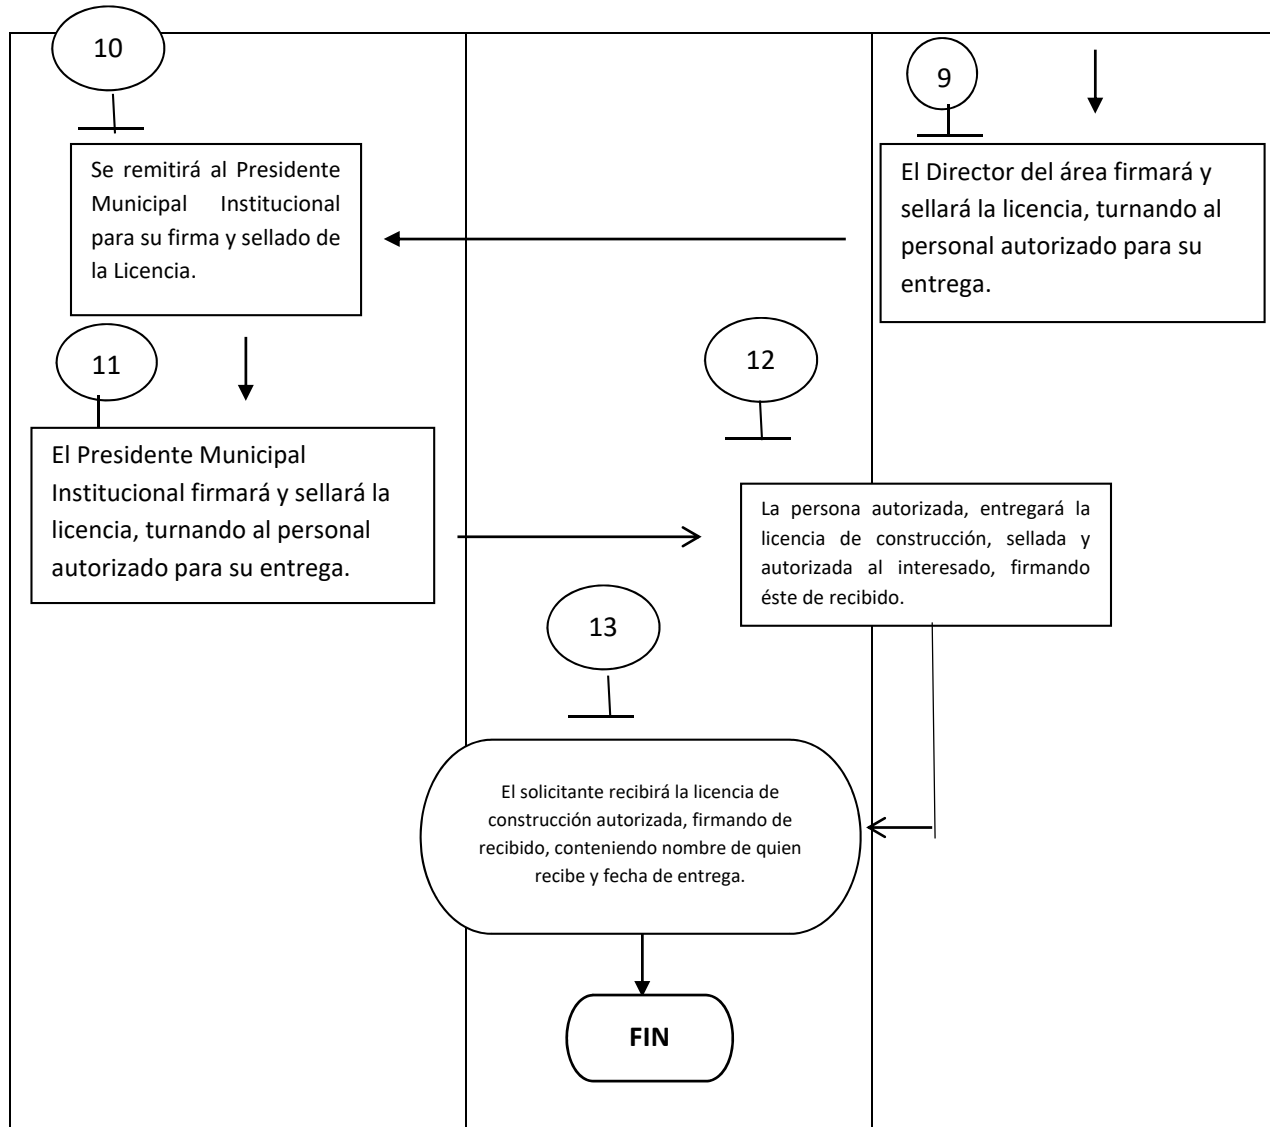 10
9
Se remitirá al Presidente
Municipal Institucional
para su firma y sellado de
la Licencia.
El Director del área firmará y
sellará la licencia, turnando al
personal autorizado para su
entrega.
11
12
El Presidente Municipal
Institucional firmará y sellará la
licencia, turnando al personal
autorizado para su entrega.
La persona autorizada, entregará la
licencia de construcción, sellada y
autorizada al interesado, firmando
éste de recibido.
13
El solicitante recibirá la licencia de
construcción autorizada, firmando de
recibido, conteniendo nombre de quien
recibe y fecha de entrega.
FIN